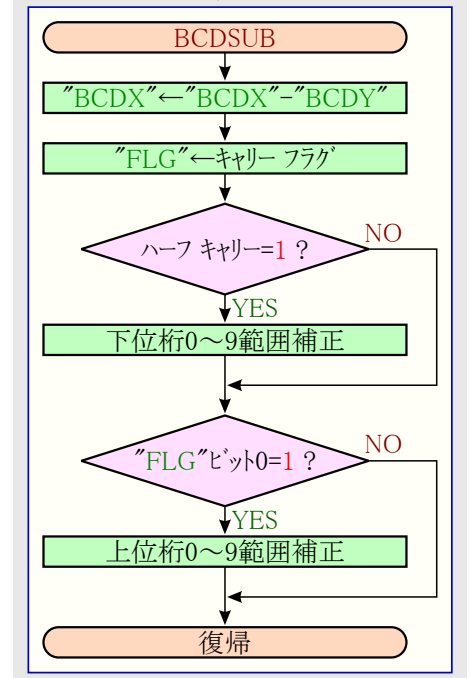 BCDSUB
"BCDX"←"BCDX"-"BCDY"
"FLG"←キャリー フラグ
ハーフ キャリー=1 ?
NO
YES
下位桁0～9範囲補正
"FLG"ビット0=1 ?
NO
YES
上位桁0～9範囲補正
復帰